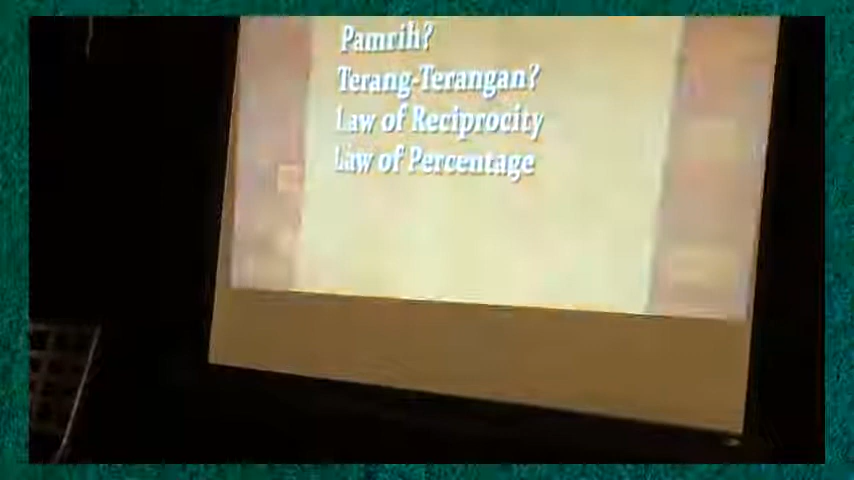 Pamrih?
Terang-Terangan?
Law of Reciprocity
Law of Percentage